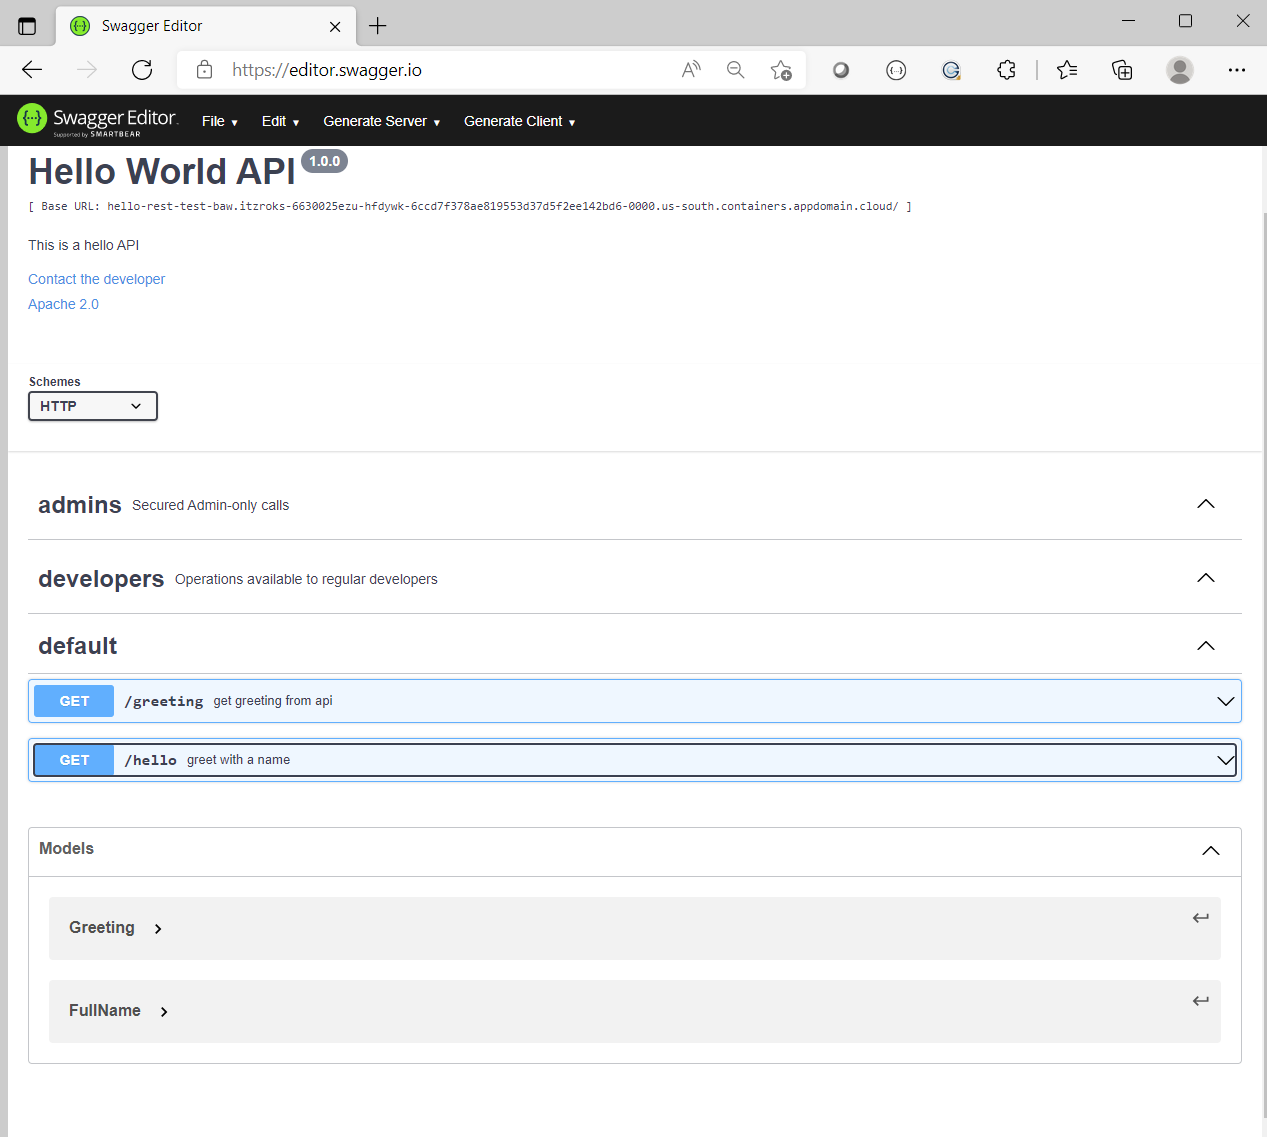 Swagger Editor
https://editor.swagger.io
Swagger Editor
Supported by SMARTBEAR
File Edit Generate Server Generate Client
Hello World API 1.0.0
[ Base URL: hello-rest-test-baw.itzroks-6630025ezu-hfdywk-6ccd7f378ae819553d37d5f2ee142bd6-0000.us-south.containers.appdomain.cloud/ ]
This is a hello API
Contact the developer
Apache 2.0
Schemes
HTTP
admins Secured Admin-only calls
developers Operations available to regular developers
default
GET /greeting get greeting from api
GET /hello greet with a name
Models
Greeting
FullName